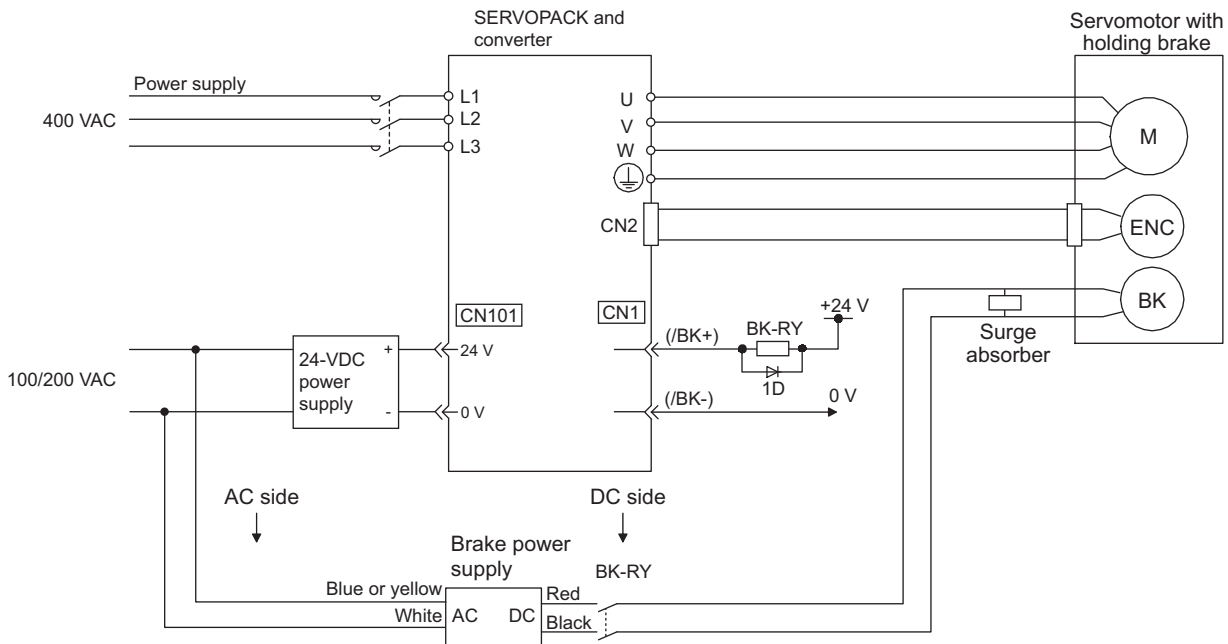 SERVOPACK and
converter
Servomotor with
holding brake
Power supply
400 VAC
L1
L2
L3
U
V
W
M
CN2
ENC
BK
CN101
CN1
+24 V
(/BK+)
BK-RY
1D
Surge
absorber
100/200 VAC
24-VDC
power
supply
+
-
24 V
0 V
(/BK-)
0 V
AC side
DC side
Brake power
supply
BK-RY
Blue or yellow
White
AC
DC
Red
Black